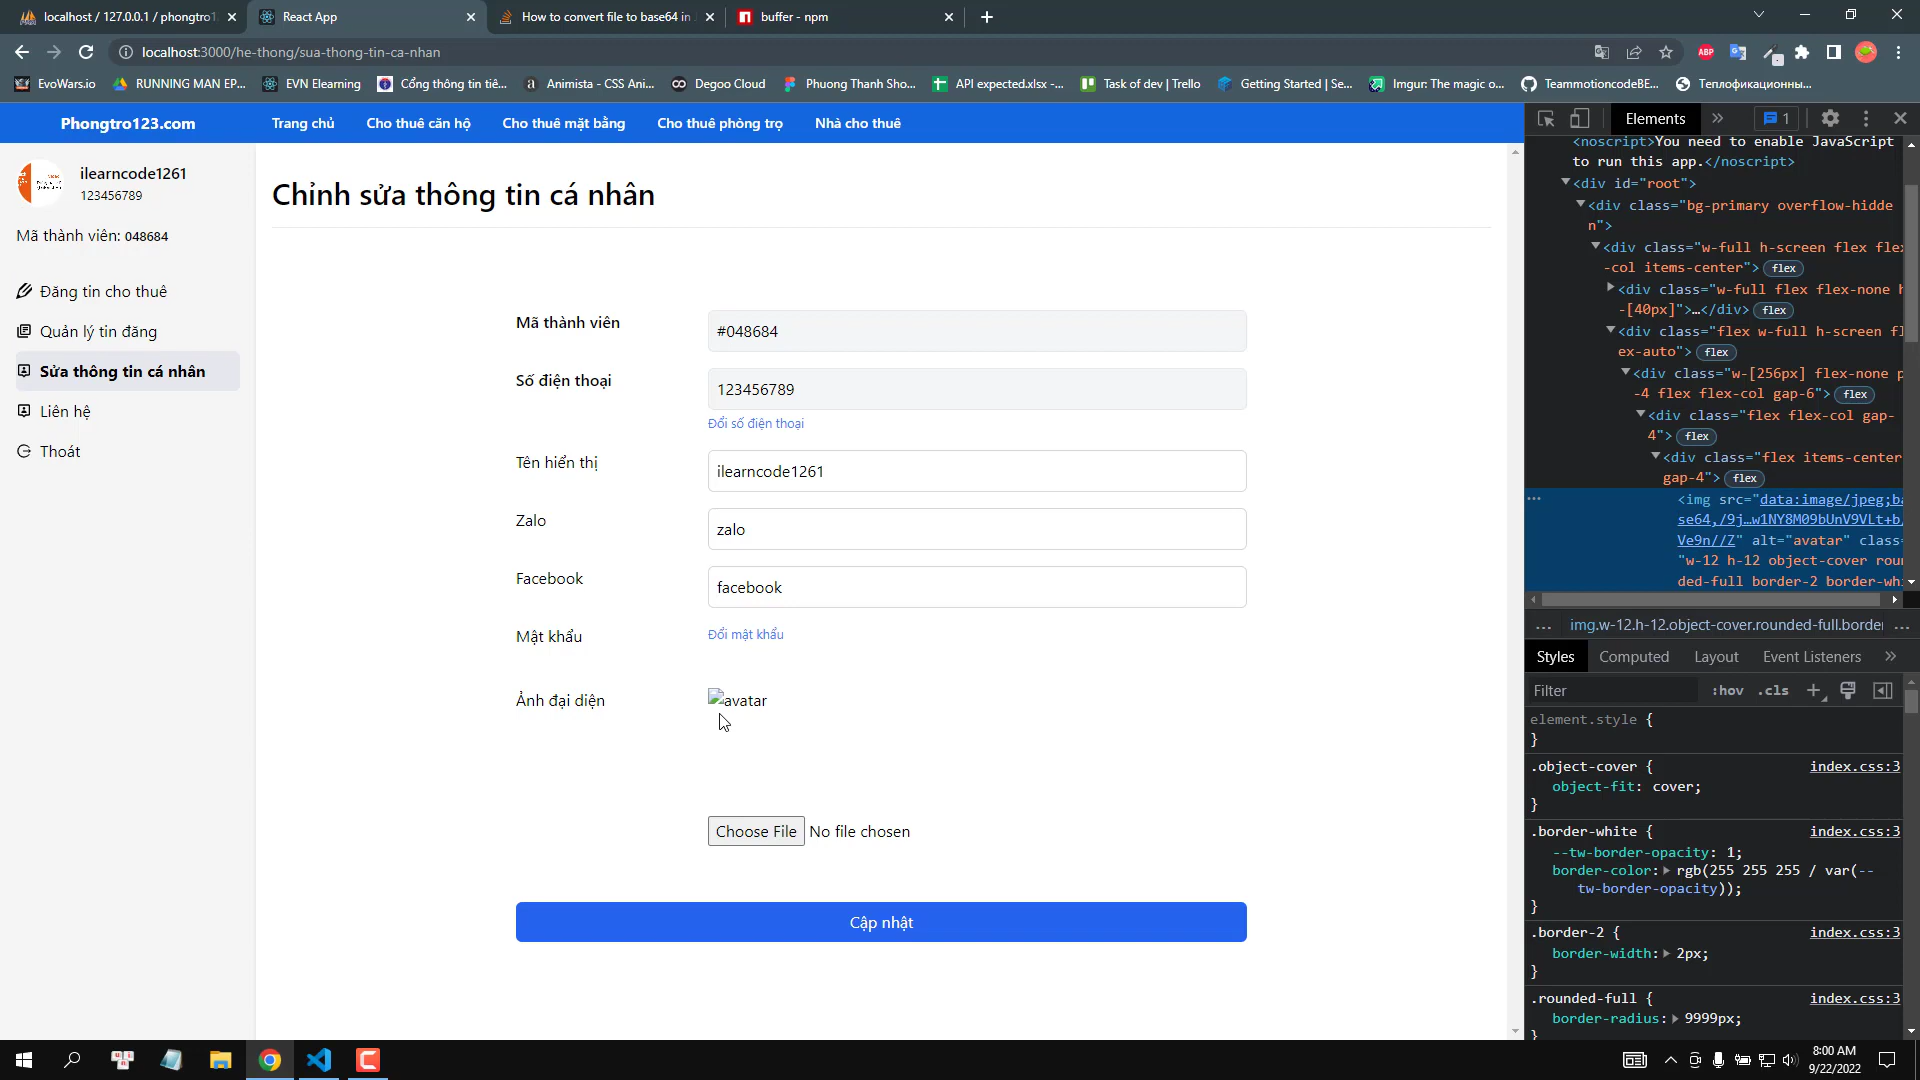 localhost / 127.0.0.1 / phongtro1
React App
How to convert file to base64 in J
buffer - npm
localhost:3000/he-thong/sua-thong-tin-ca-nhan
ABP
EvoWars.io
RUNNING MAN EP...
EVN Elearning
Cổng thông tin tiê...
Animista - CSS Ani...
Degoo Cloud
Phuong Thanh Sho...
API expected.xlsx -...
Task of dev | Trello
Getting Started | Se...
Imgur: The magic o...
TeammotioncodeBE...
Теплофикационны...
Phongtro123.com
Trang chủ
Cho thuê căn hộ
Cho thuê mặt bằng
Cho thuê phòng trọ
Nhà cho thuê
ilearncode1261
123456789
Mã thành viên: 048684
Đăng tin cho thuê
Quản lý tin đăng
Sửa thông tin cá nhân
Liên hệ
Thoát
Chỉnh sửa thông tin cá nhân
Mã thành viên
#048684
Số điện thoại
123456789
Đổi số điện thoại
Tên hiển thị
ilearncode1261
Zalo
zalo
Facebook
facebook
Mật khẩu
Đổi mật khẩu
Ảnh đại diện
avatar
Choose File No file chosen
Cập nhật
Elements
1
<noscript>You need to enable JavaScript
to run this app.</noscript>
<div id="root">
<div class="bg-primary overflow-hidde
n">
<div class="w-full h-screen flex flex
-col items-center"> flex
<div class="w-full flex flex-none h
-[40px]">…</div> flex
<div class="flex w-full h-screen fl
ex-auto"> flex
<div class="w-[256px] flex-none p
-4 flex flex-col gap-6"> flex
<div class="flex flex-col gap-
4"> flex
<div class="flex items-center
gap-4"> flex
<img src="data:image/jpeg;ba
se64,/9j…w1NY8M09bUnV9VLt+b/
Ve9n//Z" alt="avatar" class=
"w-12 h-12 object-cover roun
ded-full border-2 border-whi
... img.w-12.h-12.object-cover.rounded-full.border ...
Styles
Computed
Layout
Event Listeners
Filter
:hov .cls
element.style {
}
.object-cover { index.css:3
object-fit: cover;
}
.border-white { index.css:3
--tw-border-opacity: 1;
border-color: rgb(255 255 255 / var(--
tw-border-opacity));
}
.border-2 { index.css:3
border-width: 2px;
}
.rounded-full { index.css:3
border-radius: 9999px;
}
8:00 AM
9/22/2022